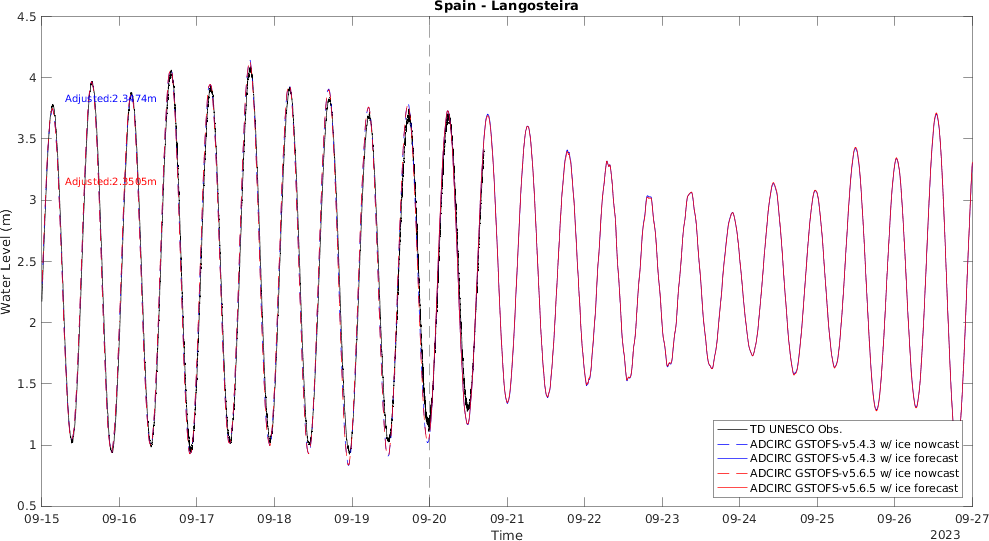 Spain - Langosteira
4.5
4
3.5
3
2.5
2
1.5
1
0.5
Water Level (m)
Adjusted:2.3474m
Adjusted:2.3505m
TD UNESCO Obs.
ADCIRC GSTOFS-v5.4.3 w/ ice nowcast
ADCIRC GSTOFS-v5.4.3 w/ ice forecast
ADCIRC GSTOFS-v5.6.5 w/ ice nowcast
ADCIRC GSTOFS-v5.6.5 w/ ice forecast
09-15 09-16 09-17 09-18 09-19 09-20 09-21 09-22 09-23 09-24 09-25 09-26 09-27
Time
2023